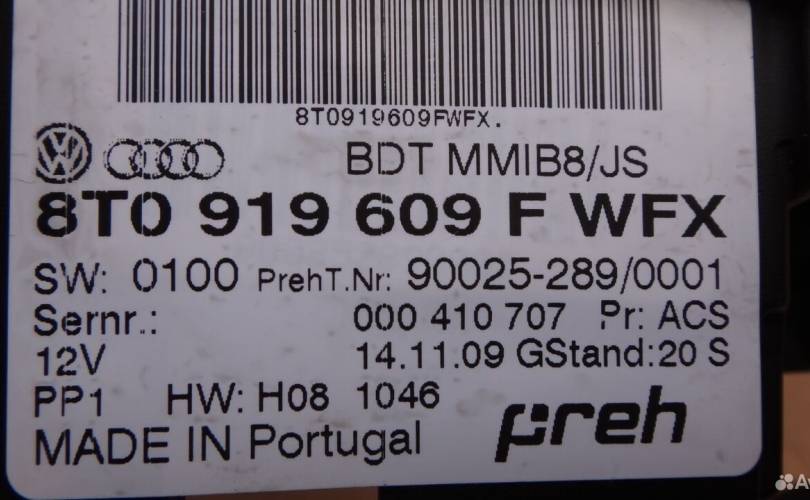 8T0919609FWFX.
BDT MMIB8/JS
8T0 919 609 F WFX
SW: 0100 PrehT.Nr: 90025-289/0001
Sernr.: 000 410 707 Pr: ACS
12V 14.11.09 GStand:20 S
PP1 HW: H08 1046
MADE IN Portugal preh